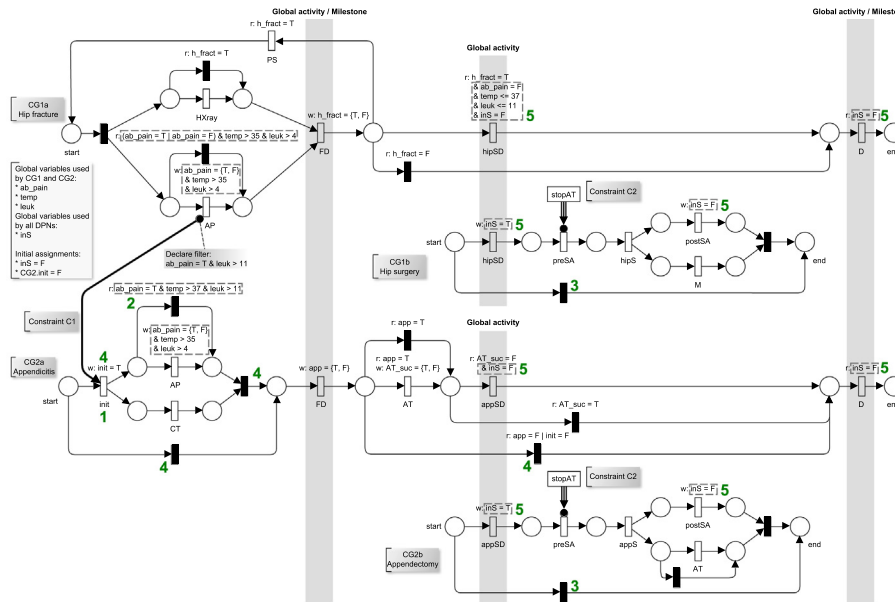 Global activity / Milestone
Global activity / Milesto
r: h_fract = T
PS
r: h_fract = T
Global activity
r: h_fract = T
& ab_pain = F
& temp <= 37
& leuk <= 11
& inS = F
5
CG1a
Hip fracture
HXray
w: h_fract = {T, F}
r: inS = F
5
start
r: (ab_pain = T | ab_pain = F) & temp > 35 & leuk > 4
FD
hipSD
D
en
w: ab_pain = {T, F}
& temp > 35
& leuk > 4
r: h_fract = F
Global variables used
by CG1 and CG2:
* ab_pain
* temp
* leuk
Global variables used
by all DPNs:
* inS
Initial assignments:
* inS = F
* CG2.init = F
AP
stopAT
Constraint C2
w: inS = F
5
w: inS = T
5
start
hipSD
preSA
hipS
postSA
end
Declare filter:
ab_pain = T & leuk > 11
CG1b
Hip surgery
M
3
r: ab_pain = T & temp > 37 & leuk > 11
2
Constraint C1
w: ab_pain = {T, F}
& temp > 35
& leuk > 4
r: app = T
Global activity
CG2a
Appendicitis
4
w: init = T
4
w: app = {T, F}
r: app = T
w: AT_suc = {T, F}
r: AT_suc = F
& inS = F
5
r: inS = F
5
start
init
1
AP
CT
FD
AT
appSD
D
en
r: AT_suc = T
r: app = F | init = F
4
4
stopAT
Constraint C2
w: inS = F
5
w: inS = T
5
start
appSD
preSA
appS
postSA
end
CG2b
Appendectomy
AT
3